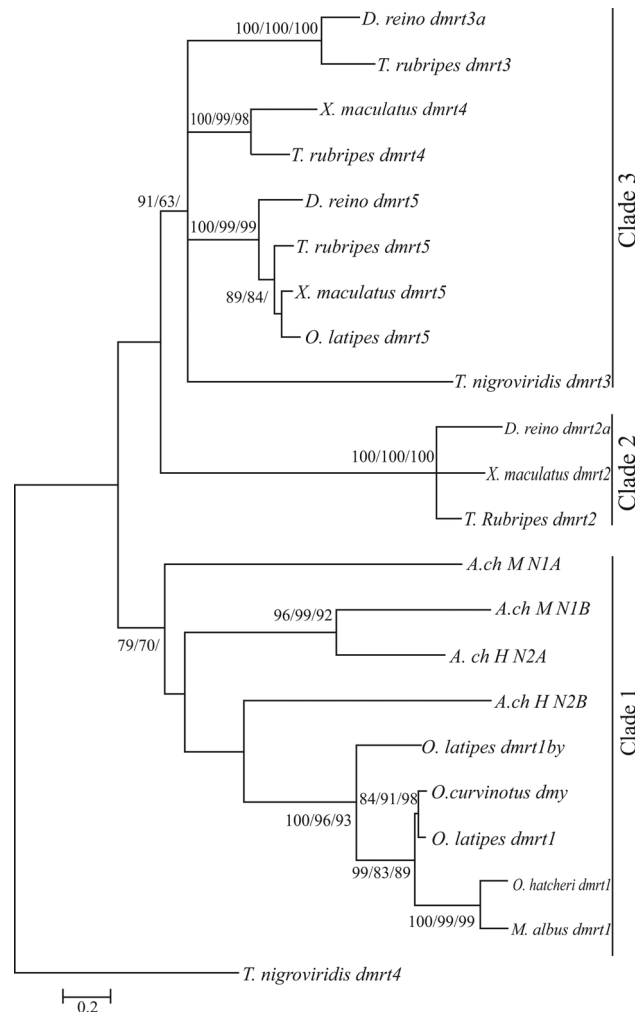 D. reino dmrt3a
100/100/100
T. rubripes dmrt3
X. maculatus dmrt4
100/99/98
T. rubripes dmrt4
Clade 3
91/63/
D. reino dmrt5
100/99/99
T. rubripes dmrt5
X. maculatus dmrt5
89/84/
O. latipes dmrt5
T. nigroviridis dmrt3
D. reino dmrt2a
100/100/100
X. maculatus dmrt2
Clade 2
T. Rubripes dmrt2
A.ch M N1A
A.ch M N1B
96/99/92
79/70/
A. ch H N2A
A.ch H N2B
Clade 1
O. latipes dmrt1by
O.curvinotus dmy
84/91/98
100/96/93
O. latipes dmrt1
99/83/89
O. hatcheri dmrt1
100/99/99
M. albus dmrt1
T. nigroviridis dmrt4
0.2